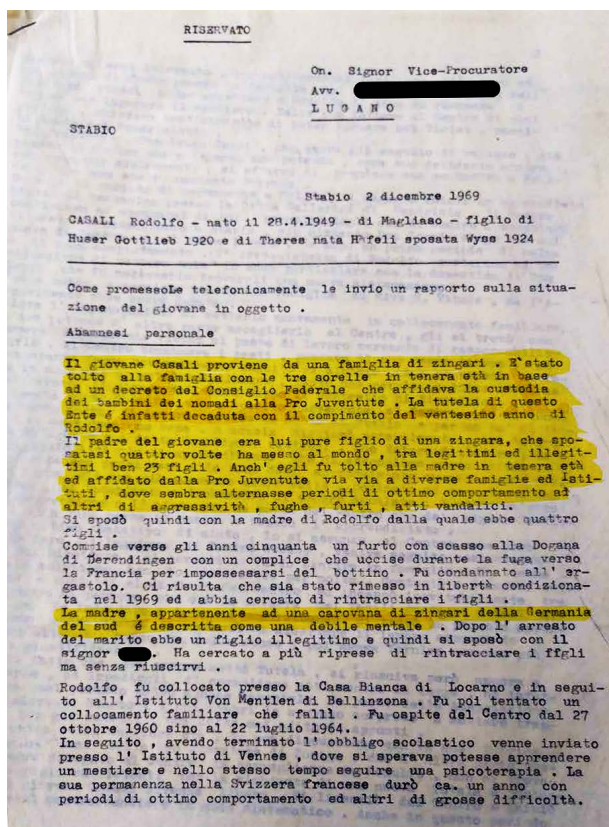 RISERVATO
On. Signor Vice-Procuratore
Avv.
LUGANO
STABIO
Stabio 2 dicembre 1969
CASALI Rodolfo - nato il 28.4.1949 - di Magliaso - figlio di
Huser Gottlieb 1920 e di Theres nata H feli sposata Wyss 1924
Come promessoLe telefonicamente le invio un rapporto sulla situa-
zione del giovane in oggetto .
Anamnesi personale
Il giovane Casali proviene da una famiglia di zingari . E'stato
tolto alla famiglia con le tre sorelle in tenera età in base
ad un decreto del Consiglio Federale che affidava la custodia
dei bambini dei nomadi alla Pro Juventute . La tutela di questo
Ente é infatti decaduta con il compimento del ventesimo anno di
Rodolfo .
Il padre del giovane era lui pure figlio di una zingara, che spo-
satasi quattro volte ha messo al mondo , tra legittimi ed illegit-
timi ben 23 figli . Anch' egli fu tolto alla madre in tenera età
ed affidato dalla Pro Juventute via via a diverse famiglie ed Isti-
tuti , dove sembra alternasse periodi di ottimo comportamento ad
altri di aggressività , fughe , furti , atti vandalici.
Si sposò quindi con la madre di Rodolfo dalla quale ebbe quattro
figli .
Commise verso gli anni cinquanta un furto con scasso alla Dogana
di Derendingen con un complice che uccise durante la fuga verso
la Francia per impossessarsi del bottino . Fu condannato all' er-
gastolo. Ci risulta che sia stato rimesso in libertà condiziona-
ta nel 1969 ed abbia cercato di rintracciare i figli .
La madre , appartenente ad una carovana di zingari della Germania
del sud é descritta come una debile mentale . Dopo l' arresto
del marito ebbe un figlio illegittimo e quindi si sposò con il
signor . Ha cercato a più riprese di rintracciare i ffgli
ma senza riuscirvi .
Rodolfo fu collocato presso la Casa Bianca di Locarno e in segui-
to all' Istituto Von Mentlen di Bellinzona . Fu poi tentato un
collocamento familiare che fallì . Fu ospite del Centro dal 27
ottobre 1960 sino al 22 luglio 1964.
In seguito , avendo terminato l' obbligo scolastico venne inviato
presso l' Istituto di Vennes , dove si sperava potesse apprendere
un mestiere e nello stesso tempo seguire una psicoterapia . La
sua permanenza nella Svizzera francese durò ca. un anno con
periodi di ottimo comportamento ed altri di grosse difficoltà.